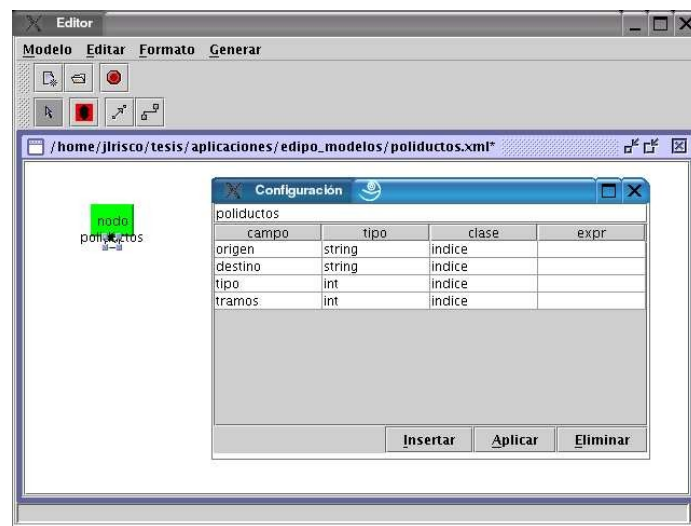 Editor
Modelo Editar Formato Generar
/home/jlrisco/tesis/aplicaciones/edipo_modelos/poliductos.xml*
nodo
poliductos
Configuración
poliductos
campo tipo clase expr
origen string indice
destino string indice
tipo int indice
tramos int indice
Insertar Aplicar Eliminar